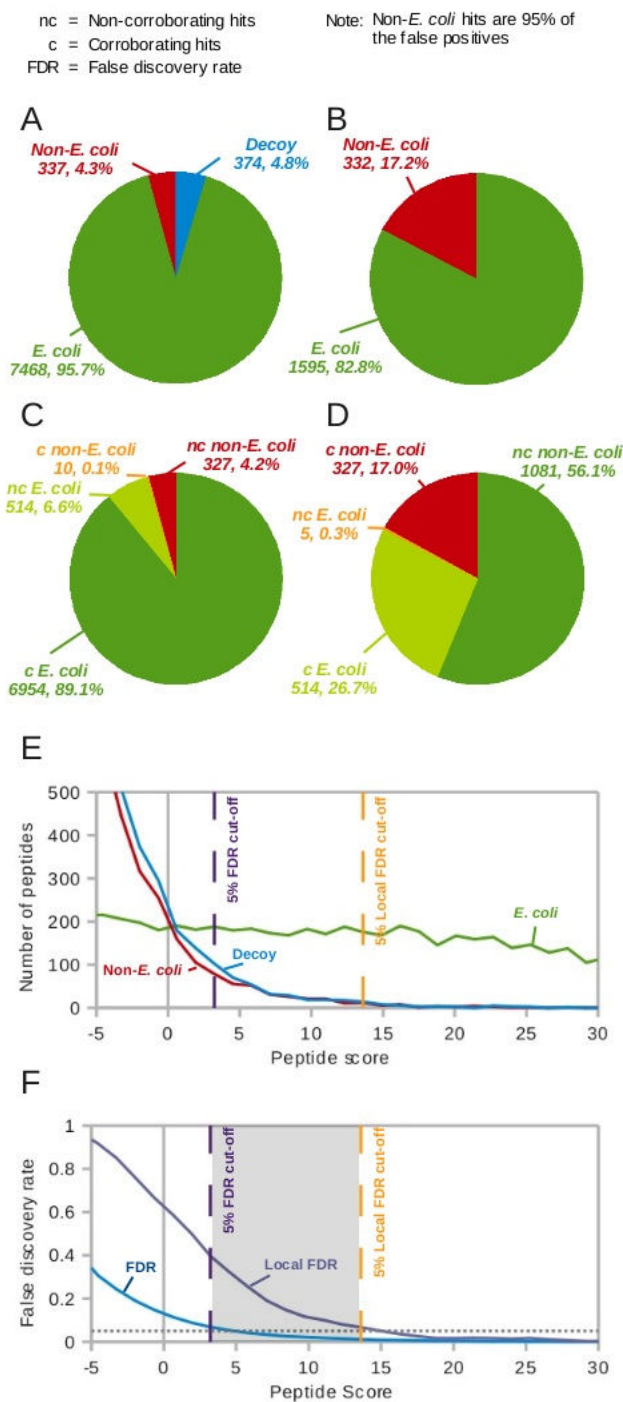 nc = Non-corroborating hits
c = Corroborating hits
FDR = False discovery rate
Note: Non-E. coli hits are 95% of
the false positives
A
Non-E. coli
337, 4.3%
Decoy
374, 4.8%
E. coli
7468, 95.7%
B
Non-E. coli
332, 17.2%
E. coli
1595, 82.8%
C
c non-E. coli
10, 0.1%
nc non-E. coli
327, 4.2%
nc E. coli
514, 6.6%
c E. coli
6954, 89.1%
D
c non-E. coli
327, 17.0%
nc non-E. coli
1081, 56.1%
nc E. coli
5, 0.3%
c E. coli
514, 26.7%
E
Number of peptides
500
400
300
200
100
0
5% FDR cut-off
5% Local FDR cut-off
E. coli
Decoy
Non-E. coli
-5 0 5 10 15 20 25 30
Peptide score
F
False discovery rate
1
0.8
0.6
0.4
0.2
0
5% FDR cut-off
5% Local FDR cut-off
FDR
Local FDR
-5 0 5 10 15 20 25 30
Peptide Score